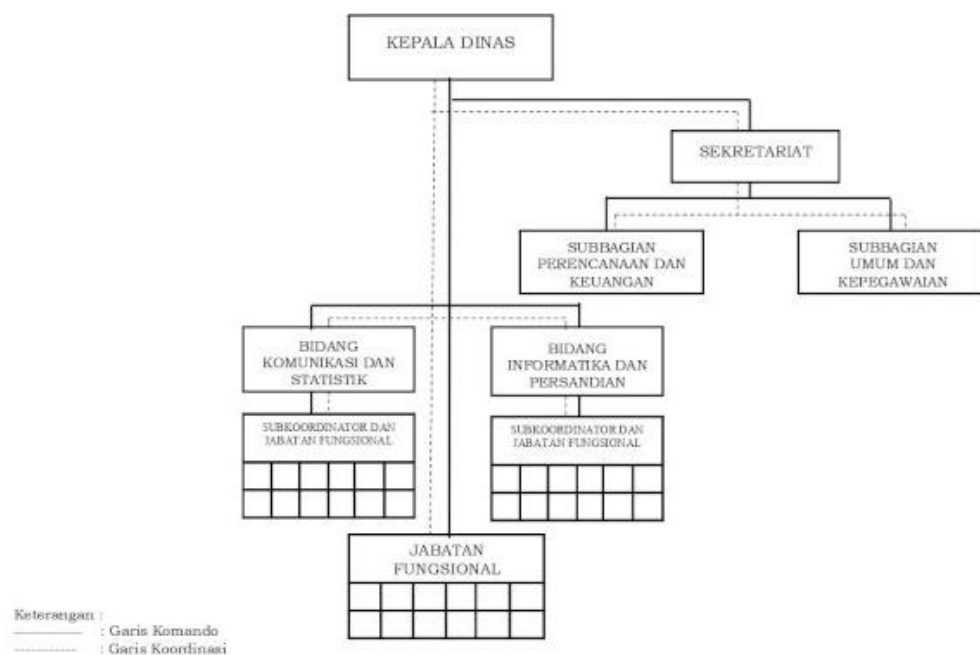 KEPALA DINAS
SEKRETARIAT
SUBBAGIAN
PERENCANAAN DAN
KEUANGAN
SUBBAGIAN
UMUM DAN
KEPEGAWAIAN
BIDANG
KOMUNIKASI DAN
STATISTIK
BIDANG
INFORMATIKA DAN
PERSANDIAN
SUBKOORDINATOR DAN
JABATAN FUNGSIONAL
SUBKOORDINATOR DAN
JABATAN FUNGSIONAL
JABATAN
FUNGSIONAL
Keterangan :
: Garis Komando
: Garis Koordinasi